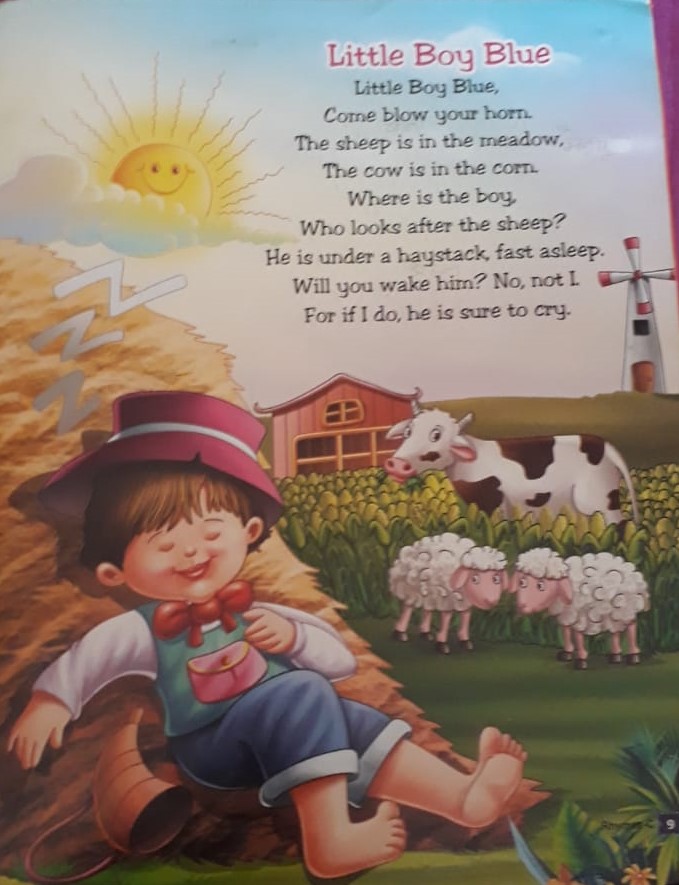 Little Boy Blue
Little Boy Blue,
Come blow your horn.
The sheep is in the meadow,
The cow is in the corn.
Where is the boy,
Who looks after the sheep?
He is under a haystack, fast asleep.
Will you wake him? No, not I.
For if I do, he is sure to cry.
ZZZ
9